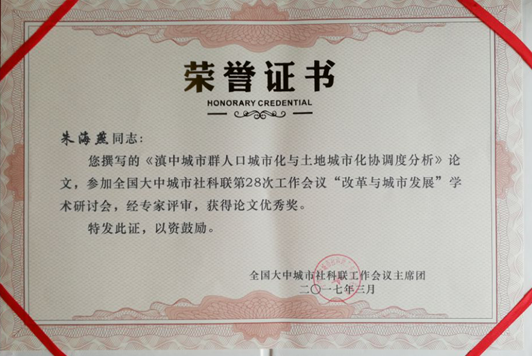 荣誉证书
HONORARY CREDENTIAL
朱海燕同志：
您撰写的《滇中城市群人口城市化与土地城市化协调度分析》论
文，参加全国大中城市社科联第28次工作会议“改革与城市发展”学
术研讨会，经专家评审，获得论文优秀奖。
特发此证，以资鼓励。
全国大中城市社科联工作会议主席团
二〇一七年三月